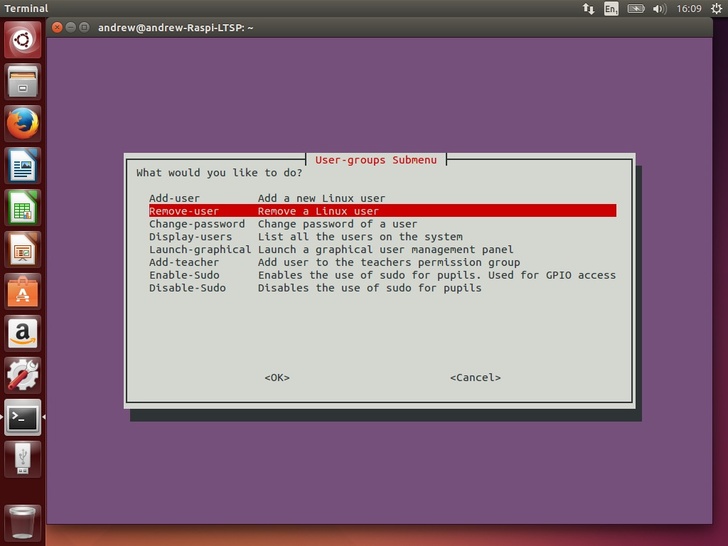 Terminal
En
16:09
andrew@andrew-Raspi-LTSP: ~
User-groups Submenu
What would you like to do?
Add-user Add a new Linux user
Remove-user Remove a Linux user
Change-password Change password of a user
Display-users List all the users on the system
Launch-graphical Launch a graphical user management panel
Add-teacher Add user to the teachers permission group
Enable-Sudo Enables the use of sudo for pupils. Used for GPIO access
Disable-Sudo Disables the use of sudo for pupils
<OK> <Cancel>